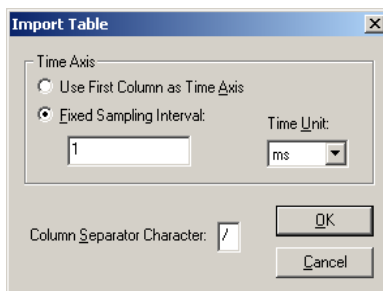 Import Table
Time Axis
Use First Column as Time Axis
Fixed Sampling Interval:
Time Unit:
1
ms
Column Separator Character: /
OK
Cancel